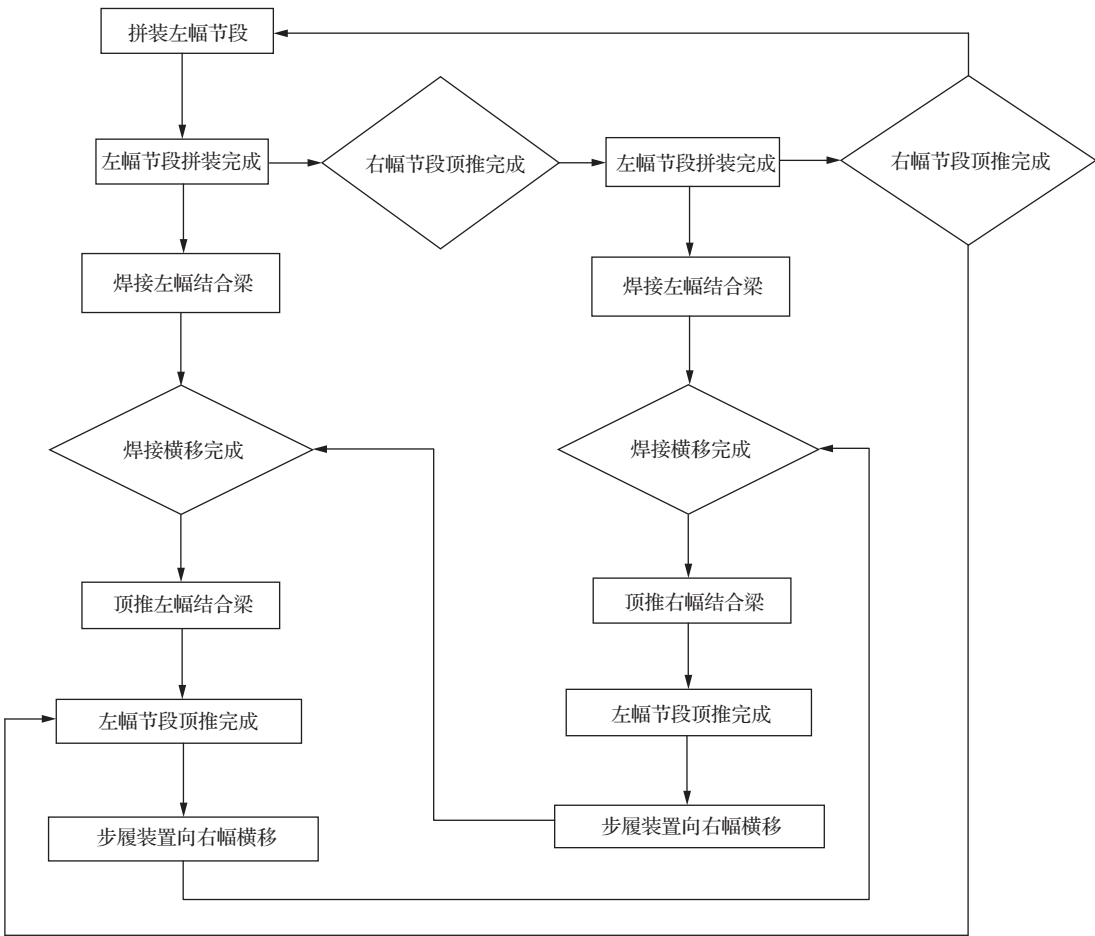 拼装左幅节段
左幅节段拼装完成
右幅节段顶推完成
左幅节段拼装完成
右幅节段顶推完成
焊接左幅结合梁
焊接左幅结合梁
焊接横移完成
焊接横移完成
顶推左幅结合梁
顶推右幅结合梁
左幅节段顶推完成
左幅节段顶推完成
步履装置向右幅横移
步履装置向右幅横移